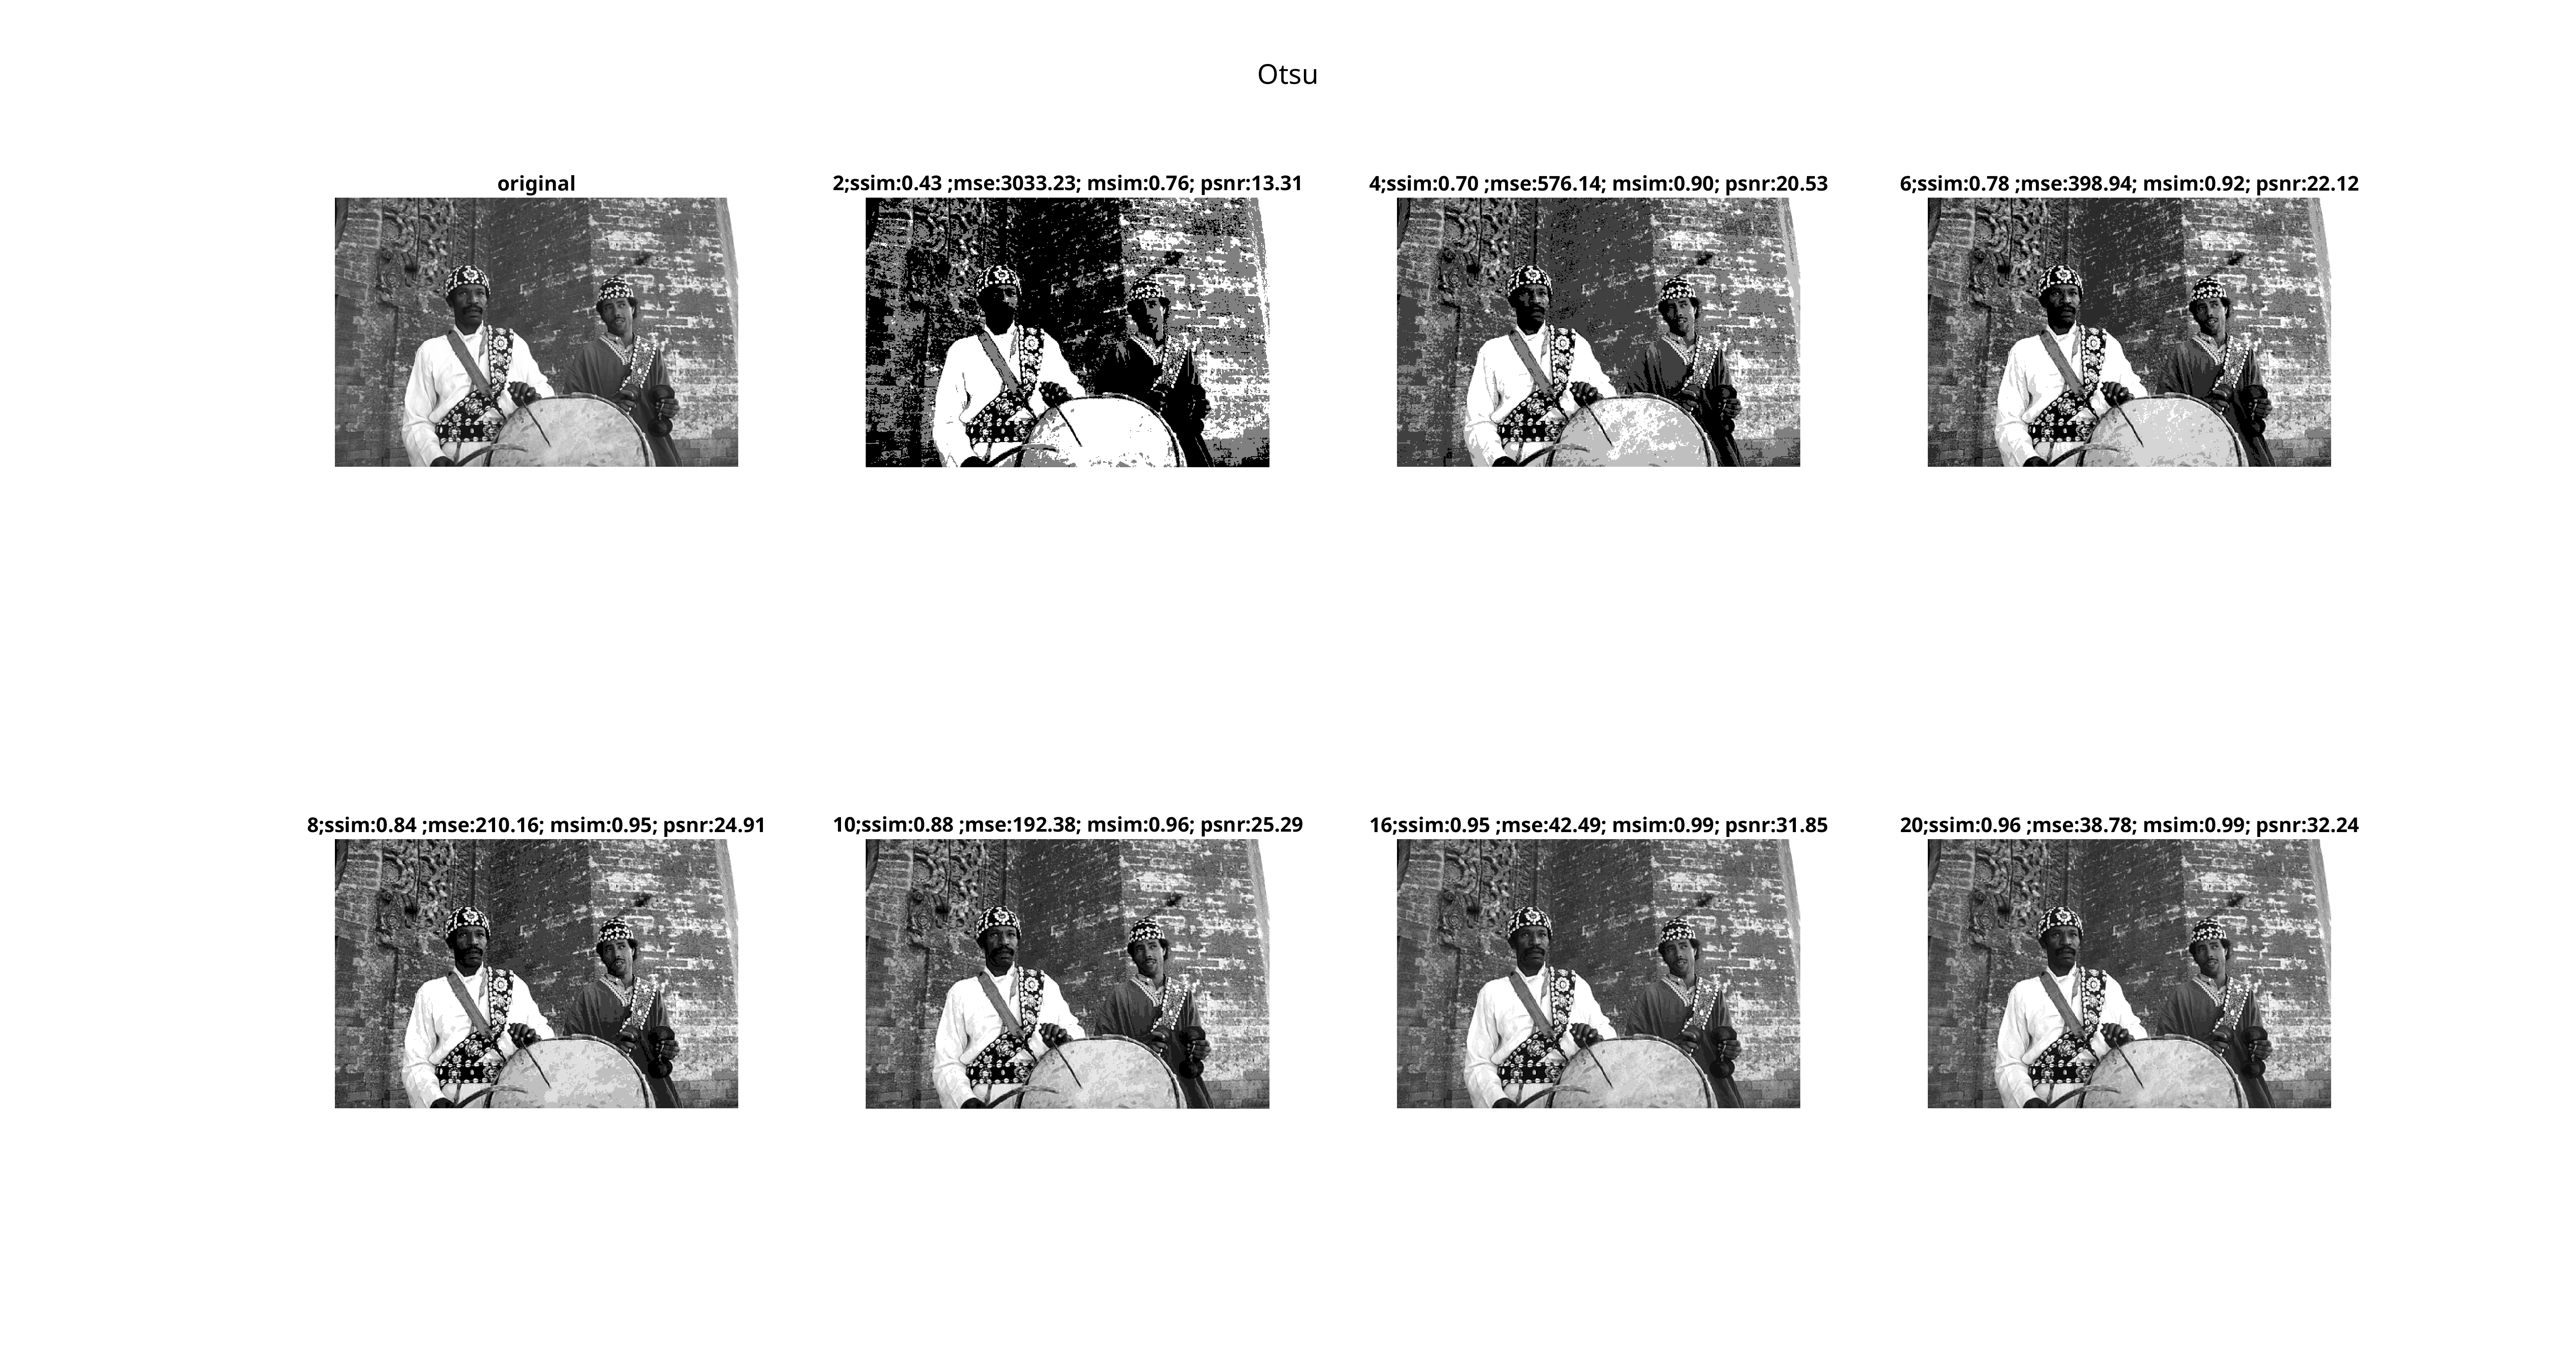 Otsu
original
2;ssim:0.43 ;mse:3033.23; msim:0.76; psnr:13.31
4;ssim:0.70 ;mse:576.14; msim:0.90; psnr:20.53
6;ssim:0.78 ;mse:398.94; msim:0.92; psnr:22.12
8;ssim:0.84 ;mse:210.16; msim:0.95; psnr:24.91
10;ssim:0.88 ;mse:192.38; msim:0.96; psnr:25.29
16;ssim:0.95 ;mse:42.49; msim:0.99; psnr:31.85
20;ssim:0.96 ;mse:38.78; msim:0.99; psnr:32.24